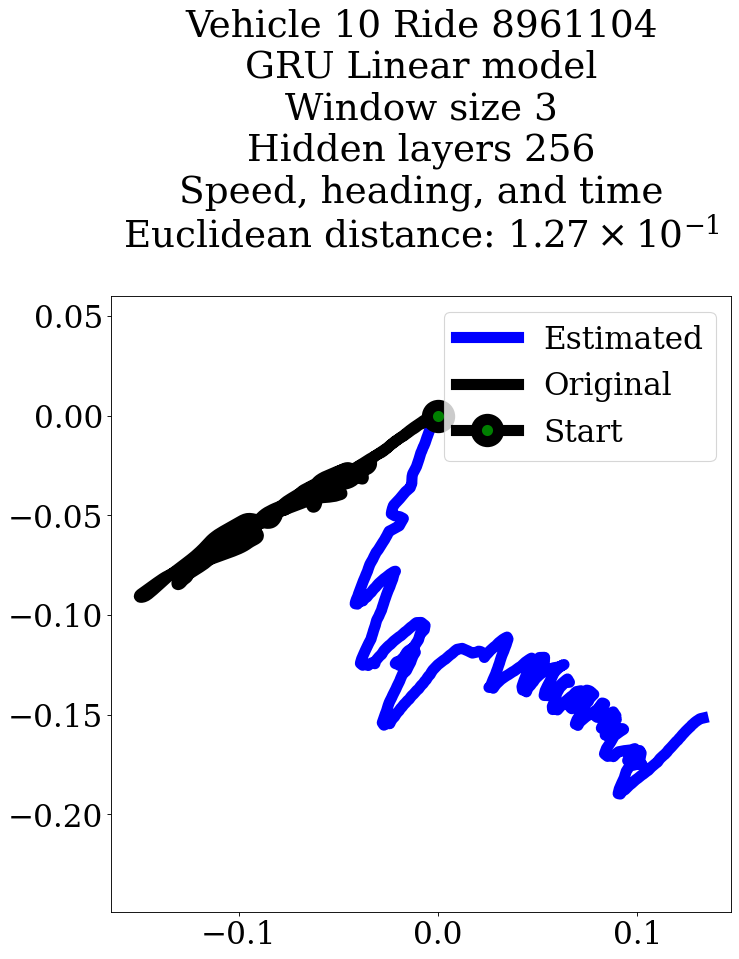 Vehicle 10 Ride 8961104
GRU Linear model
Window size 3
Hidden layers 256
Speed, heading, and time
Euclidean distance: 1.27 × 10⁻¹
Estimated
Original
Start
0.05
0.00
−0.05
−0.10
−0.15
−0.20
−0.1
0.0
0.1